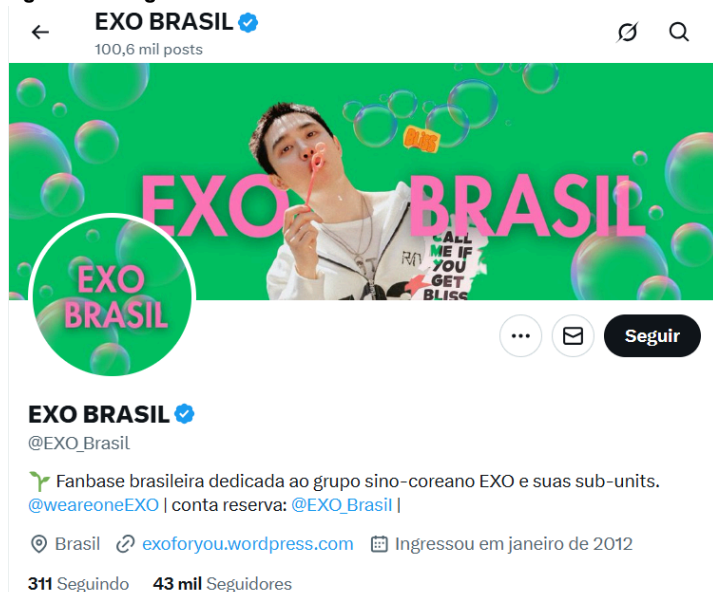 EXO BRASIL
100,6 mil posts
EXO BRASIL
BLISS
CALL
ME IF
YOU
GET
BLISS
EXO
BRASIL
Seguir
EXO BRASIL
@EXO_Brasil
Fanbase brasileira dedicada ao grupo sino-coreano EXO e suas sub-units.
@weareoneEXO | conta reserva: @EXO_BrasiI |
Brasil exoforyou.wordpress.com Ingressou em janeiro de 2012
311 Seguindo 43 mil Seguidores